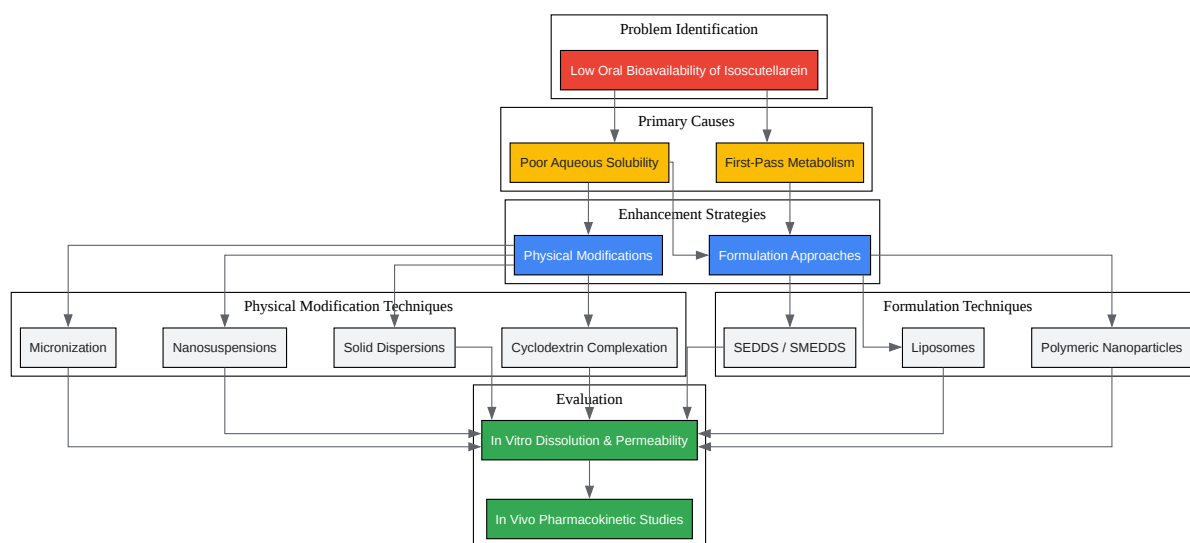 Problem Identification
Low Oral Bioavailability of Isoscutellarein
Primary Causes
Poor Aqueous Solubility
First-Pass Metabolism
Enhancement Strategies
Physical Modifications
Formulation Approaches
Physical Modification Techniques
Formulation Techniques
Micronization
Nanosuspensions
Solid Dispersions
Cyclodextrin Complexation
SEDDS / SMEDDS
Liposomes
Polymeric Nanoparticles
Evaluation
In Vitro Dissolution & Permeability
In Vivo Pharmacokinetic Studies